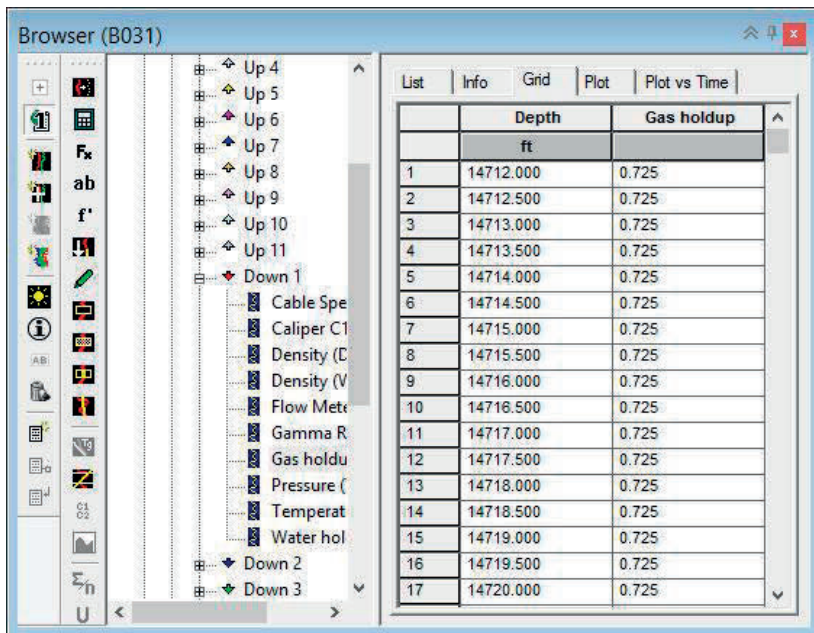 Browser (B031)
Fx
ab
f'
AB
C1
C2
Σ/n
U
Up 4
Up 5
Up 6
Up 7
Up 8
Up 9
Up 10
Up 11
Down 1
Cable Spe
Caliper C1
Density (D
Density (V
Flow Mete
Gamma R
Gas holdu
Pressure (
Temperat
Water hol
Down 2
Down 3
List Info Grid Plot Plot vs Time
Depth Gas holdup
ft
1 14712.000 0.725
2 14712.500 0.725
3 14713.000 0.725
4 14713.500 0.725
5 14714.000 0.725
6 14714.500 0.725
7 14715.000 0.725
8 14715.500 0.725
9 14716.000 0.725
10 14716.500 0.725
11 14717.000 0.725
12 14717.500 0.725
13 14718.000 0.725
14 14718.500 0.725
15 14719.000 0.725
16 14719.500 0.725
17 14720.000 0.725